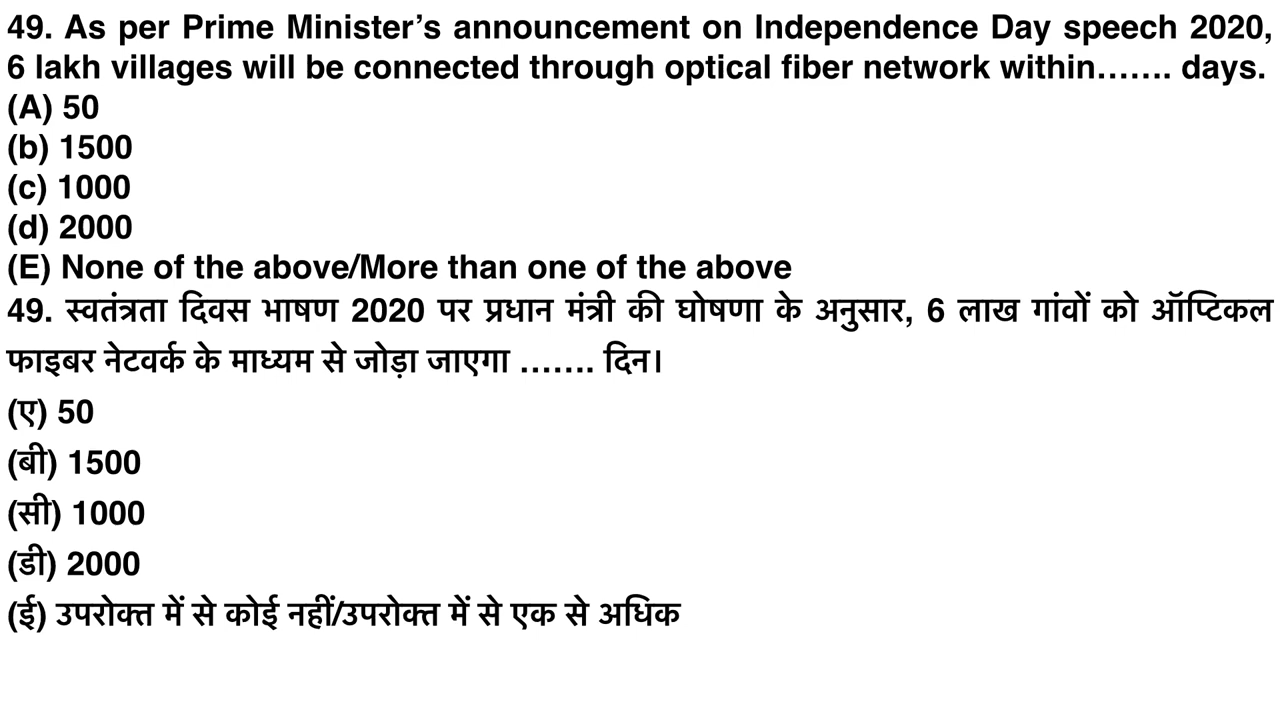 49. As per Prime Minister’s announcement on Independence Day speech 2020,
6 lakh villages will be connected through optical fiber network within……. days.
(A) 50
(b) 1500
(c) 1000
(d) 2000
(E) None of the above/More than one of the above
49. स्वतंत्रता दिवस भाषण 2020 पर प्रधान मंत्री की घोषणा के अनुसार, 6 लाख गांवों को ऑप्टिकल
फाइबर नेटवर्क के माध्यम से जोड़ा जाएगा ……. दिन।
(ए) 50
(बी) 1500
(सी) 1000
(डी) 2000
(ई) उपरोक्त में से कोई नहीं/उपरोक्त में से एक से अधिक